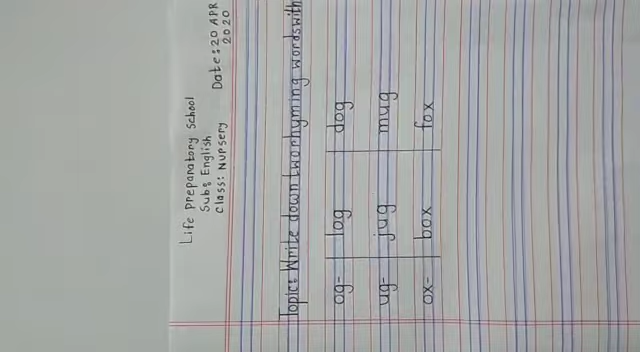 Life preparatory School
Sub: English
Class: Nursery
Date: 20 APR
2020
Topic: Write down two rhyming words with
og- log dog
ug- jug mug
ox- box fox